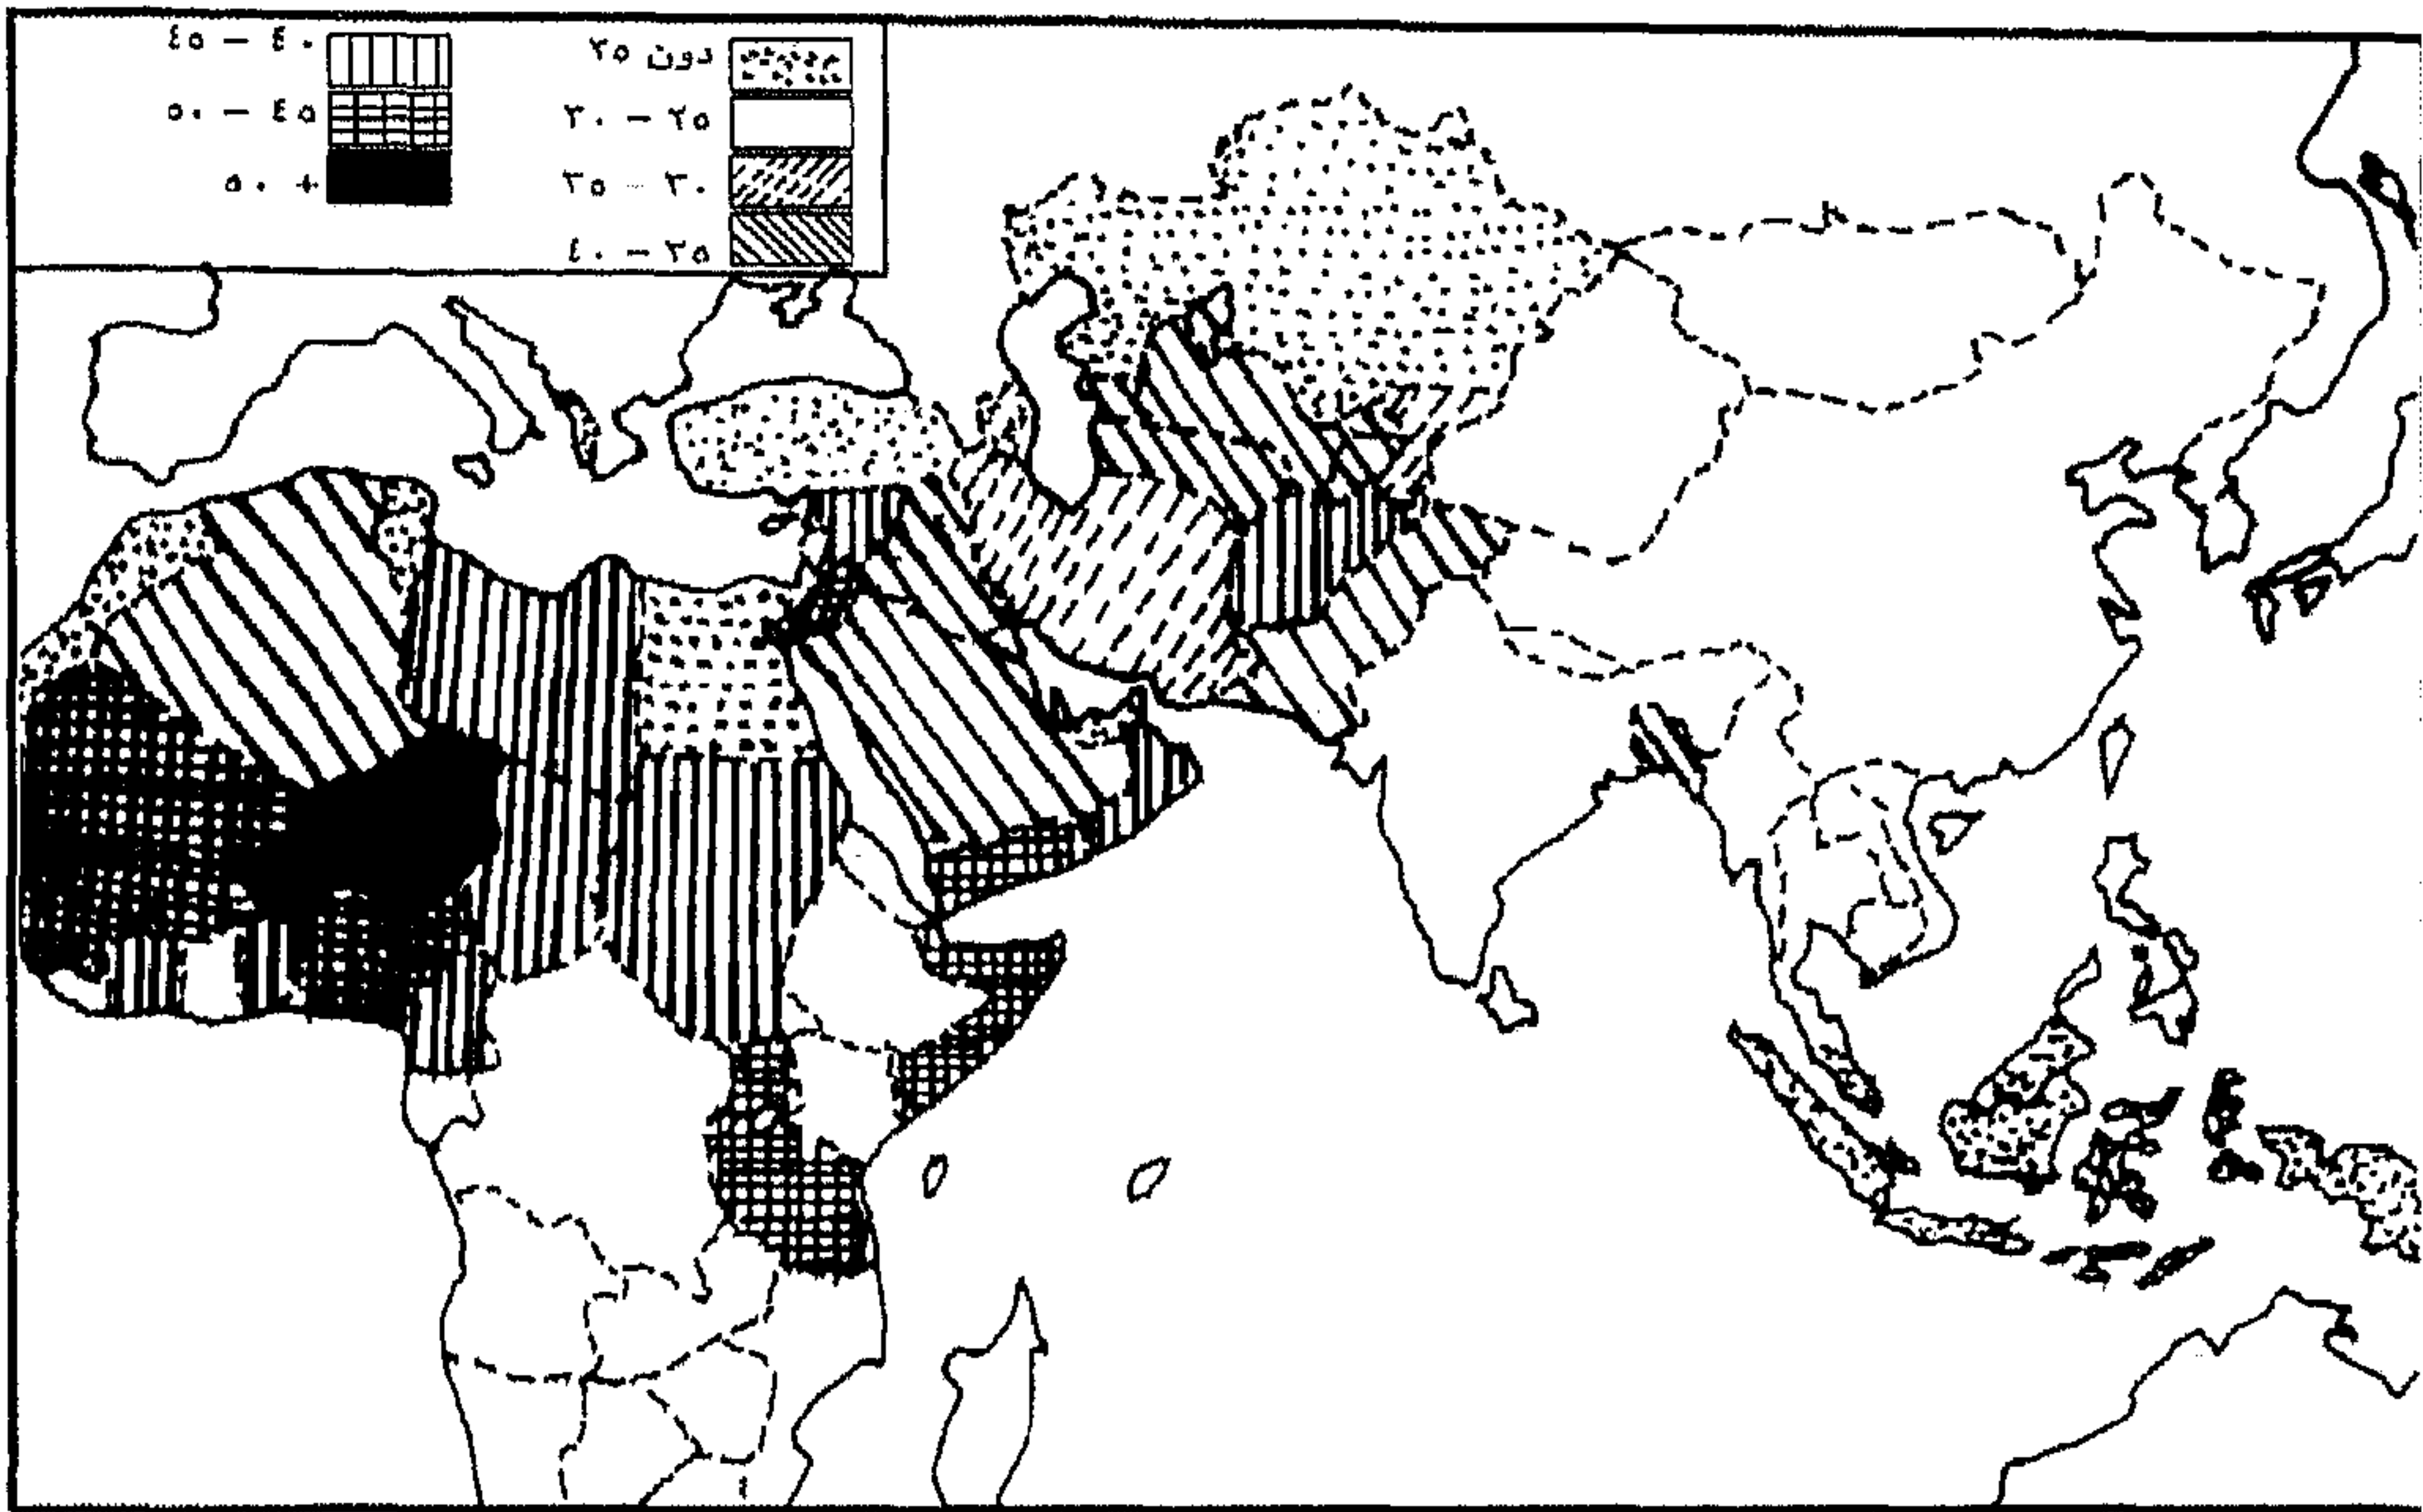 دون ٢٥
٢٥ – ٣٠
٣٠ – ٣٥
٣٥ – ٤٠
٤٠ – ٤٥
٤٥ – ٥٠
+ ٥٠